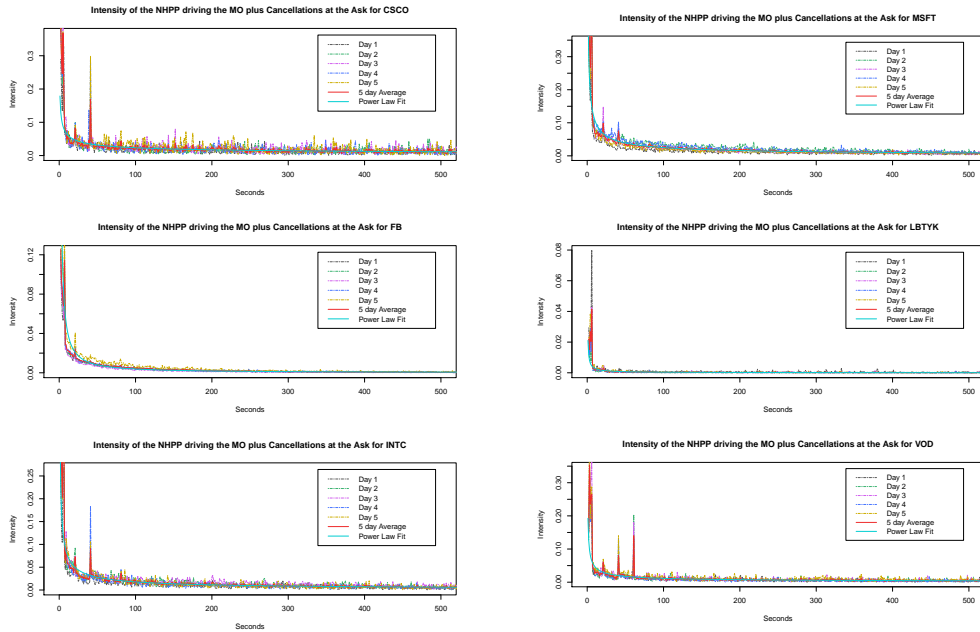 Intensity of the NHPP driving the MO plus Cancellations at the Ask for CSCO
Intensity
0.0
0.1
0.2
0.3
0
100
200
300
400
500
Seconds
Day 1
Day 2
Day 3
Day 4
Day 5
5 day Average
Power Law Fit
Intensity of the NHPP driving the MO plus Cancellations at the Ask for MSFT
Intensity
0.00
0.10
0.20
0.30
0
100
200
300
400
500
Seconds
Day 1
Day 2
Day 3
Day 4
Day 5
5 day Average
Power Law Fit
Intensity of the NHPP driving the MO plus Cancellations at the Ask for FB
Intensity
0.00
0.04
0.08
0.12
0
100
200
300
400
500
Seconds
Day 1
Day 2
Day 3
Day 4
Day 5
5 day Average
Power Law Fit
Intensity of the NHPP driving the MO plus Cancellations at the Ask for LBTYK
Intensity
0.00
0.02
0.04
0.06
0.08
0
100
200
300
400
500
Seconds
Day 1
Day 2
Day 3
Day 4
Day 5
5 day Average
Power Law Fit
Intensity of the NHPP driving the MO plus Cancellations at the Ask for INTC
Intensity
0.00
0.05
0.10
0.15
0.20
0.25
0
100
200
300
400
500
Seconds
Day 1
Day 2
Day 3
Day 4
Day 5
5 day Average
Power Law Fit
Intensity of the NHPP driving the MO plus Cancellations at the Ask for VOD
Intensity
0.00
0.10
0.20
0.30
0
100
200
300
400
500
Seconds
Day 1
Day 2
Day 3
Day 4
Day 5
5 day Average
Power Law Fit